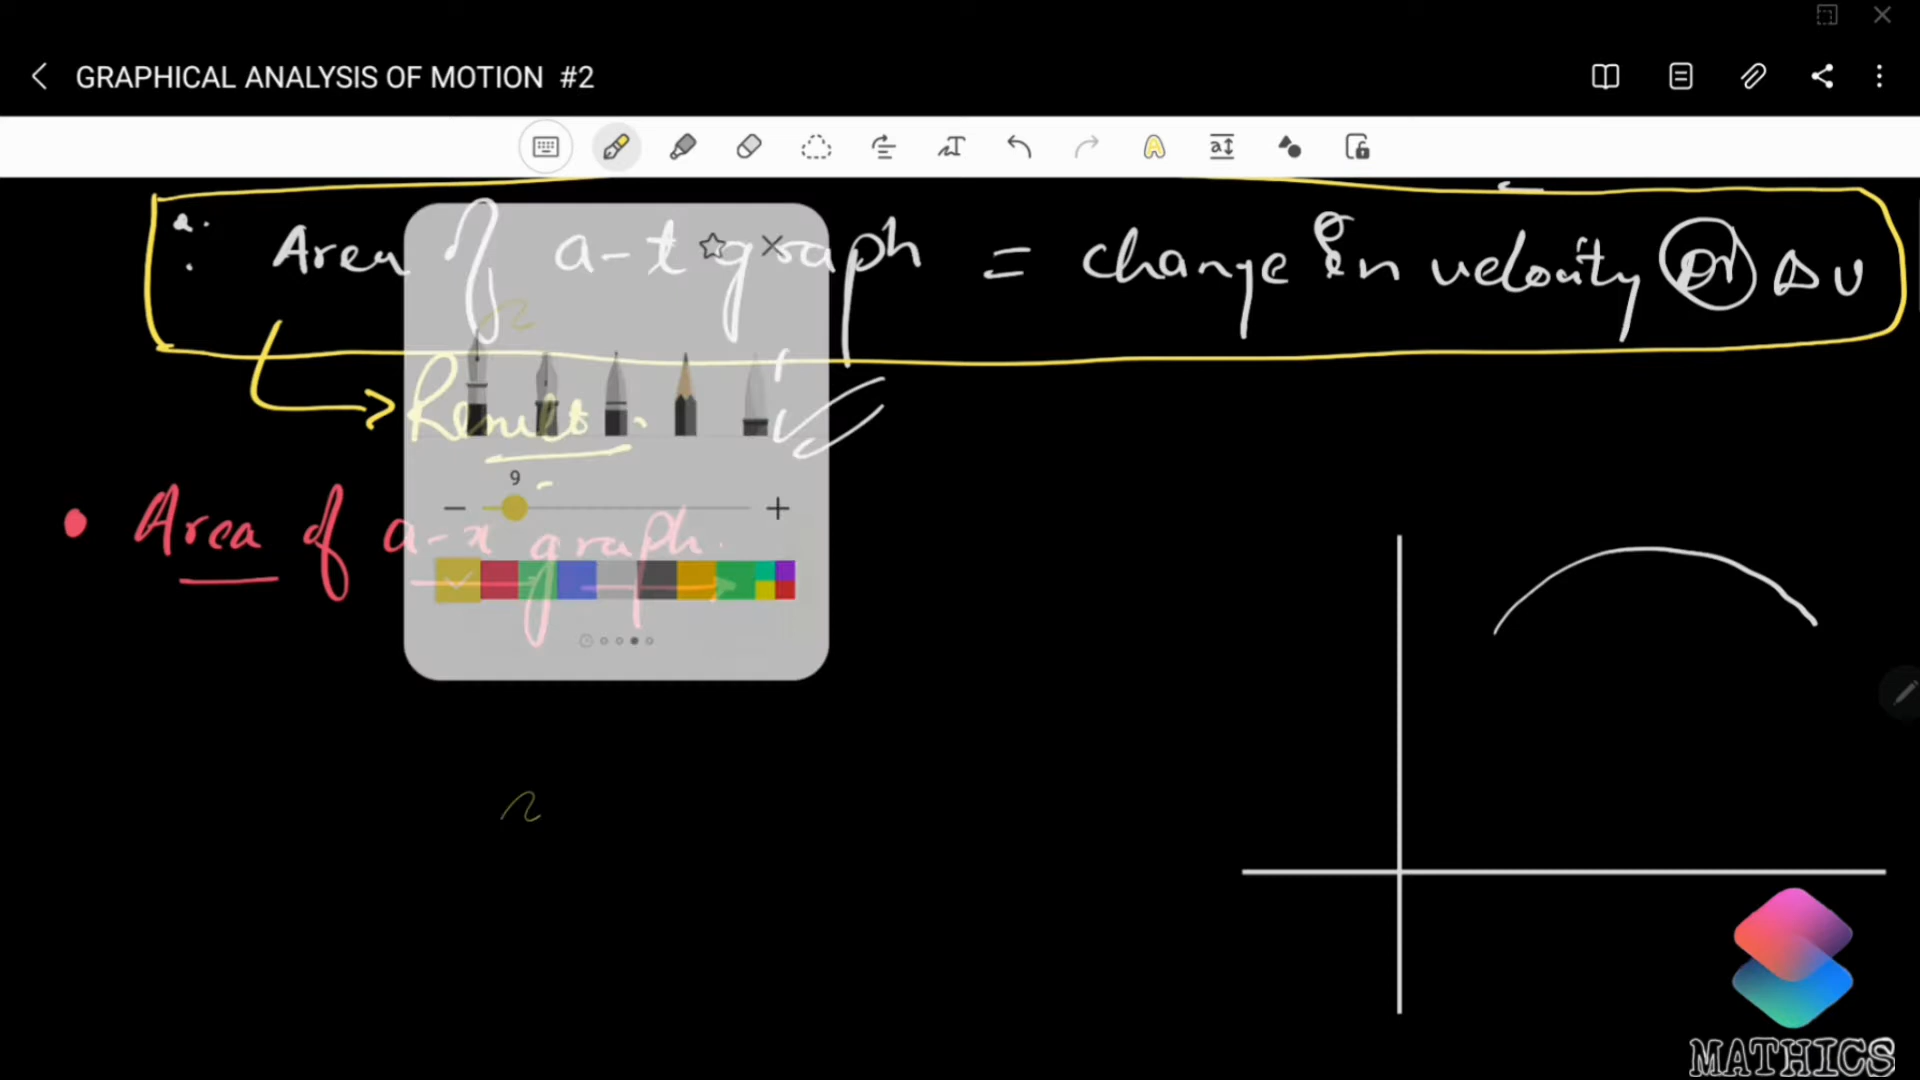 GRAPHICAL ANALYSIS OF MOTION #2
Area of a-t graph = change in velocity or Δv
Result.
9
• Area of a-x graph.
MATHICS